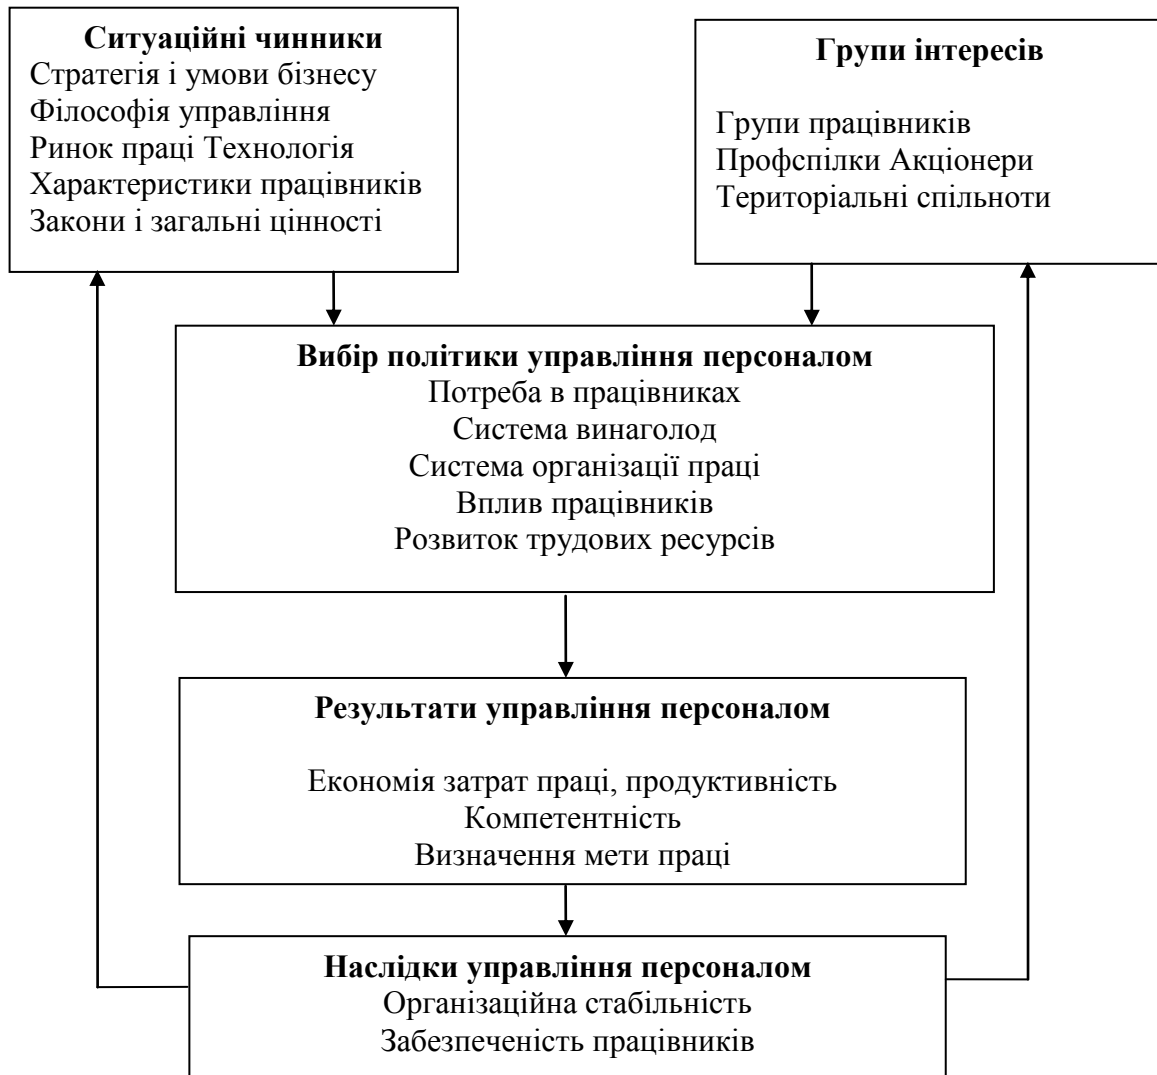 Ситуаційні чинники
Стратегія і умови бізнесу
Філософія управління
Ринок праці Технологія
Характеристики працівників
Закони і загальні цінності
Групи інтересів
Групи працівників
Профспілки Акціонери
Територіальні спільноти
Вибір політики управління персоналом
Потреба в працівниках
Система винаголод
Система організації праці
Вплив працівників
Розвиток трудових ресурсів
Результати управління персоналом
Економія затрат праці, продуктивність
Компетентність
Визначення мети праці
Наслідки управління персоналом
Організаційна стабільність
Забезпеченість працівників